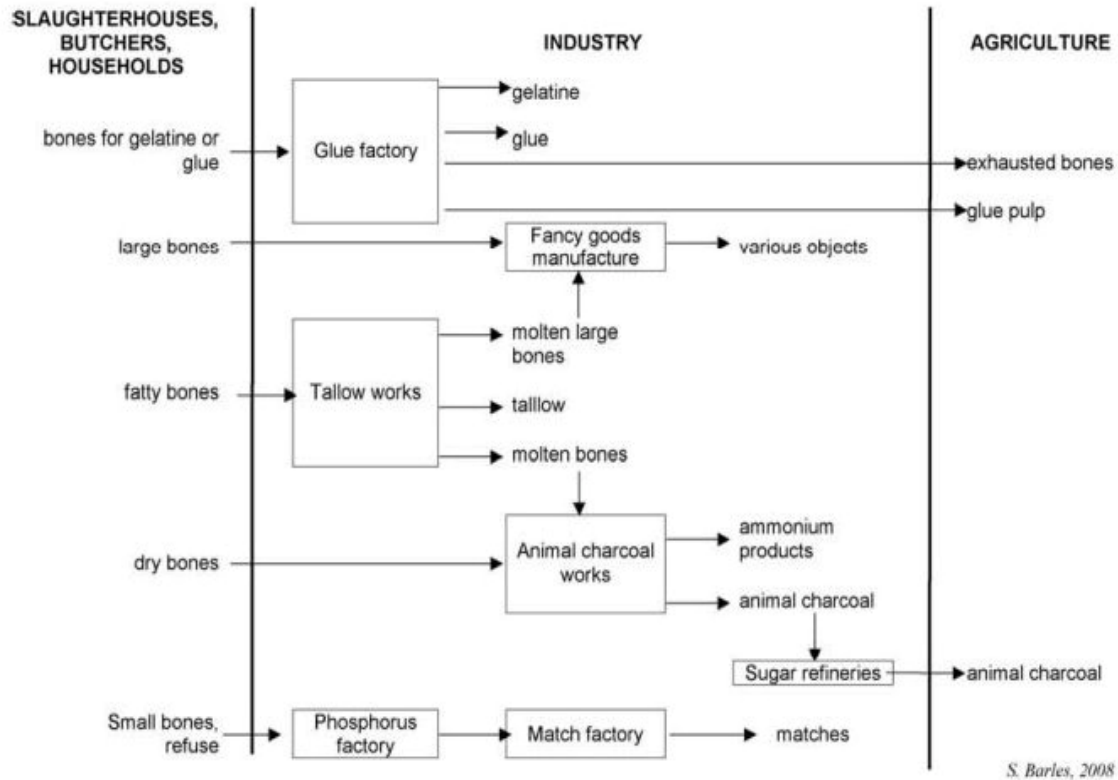 SLAUGHTERHOUSES,
BUTCHERS,
HOUSEHOLDS
INDUSTRY
AGRICULTURE
bones for gelatine or
glue
Glue factory
gelatine
glue
exhausted bones
glue pulp
large bones
Fancy goods
manufacture
various objects
fatty bones
Tallow works
molten large
bones
talllow
molten bones
dry bones
Animal charcoal
works
ammonium
products
animal charcoal
Sugar refineries
animal charcoal
Small bones,
refuse
Phosphorus
factory
Match factory
matches
S. Barles, 2008